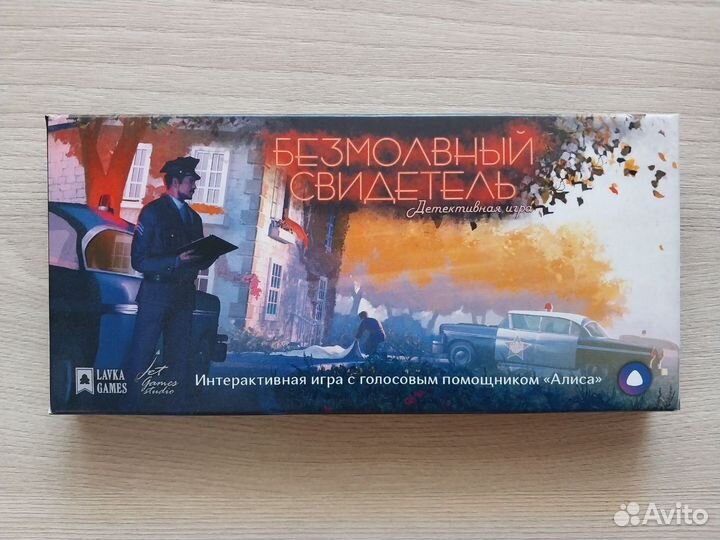 БЕЗМОЛВНЫЙ
СВИДЕТЕЛЬ
Детективная игра
LAVKA
GAMES
Jet
Games
studio
Интерактивная игра с голосовым помощником «Алиса»
Avito